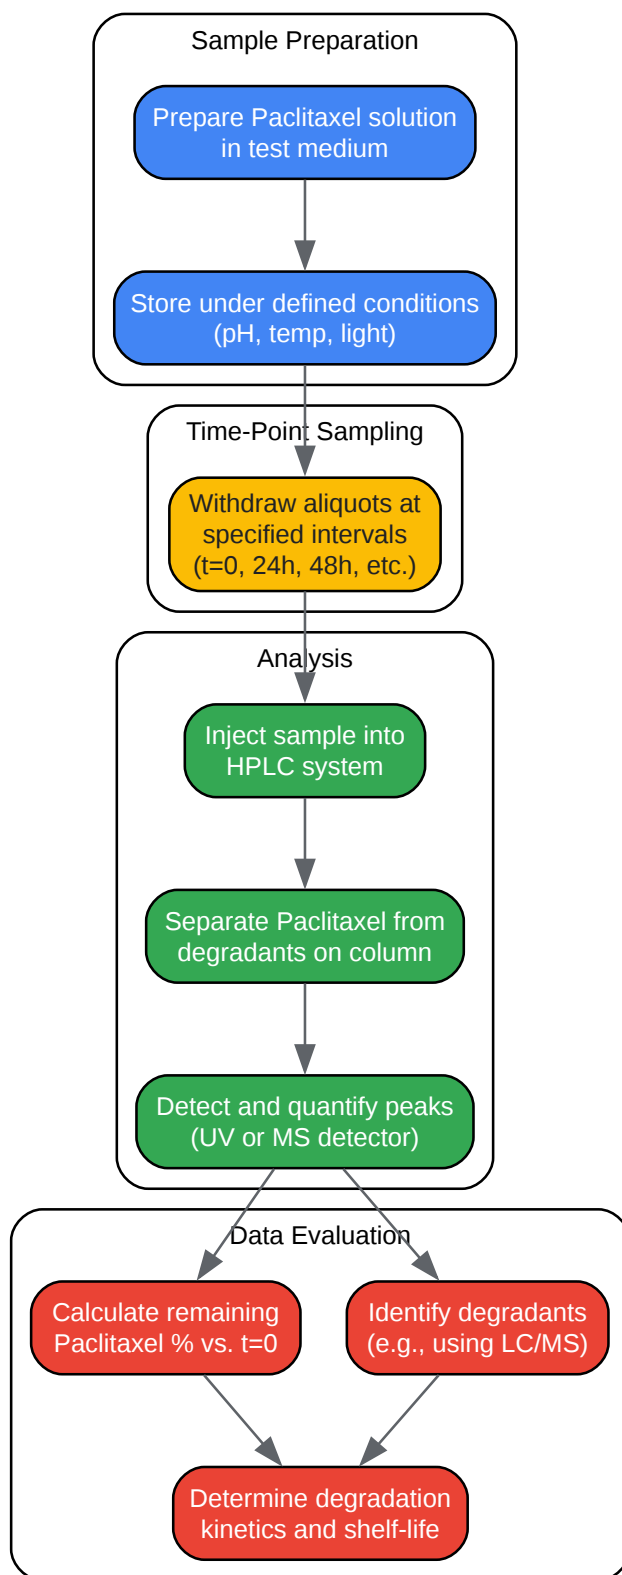 Sample Preparation
Prepare Paclitaxel solution
in test medium
Store under defined conditions
(pH, temp, light)
Time-Point Sampling
Withdraw aliquots at
specified intervals
(t=0, 24h, 48h, etc.)
Analysis
Inject sample into
HPLC system
Separate Paclitaxel from
degradants on column
Detect and quantify peaks
(UV or MS detector)
Data Evaluation
Calculate remaining
Paclitaxel % vs. t=0
Identify degradants
(e.g., using LC/MS)
Determine degradation
kinetics and shelf-life